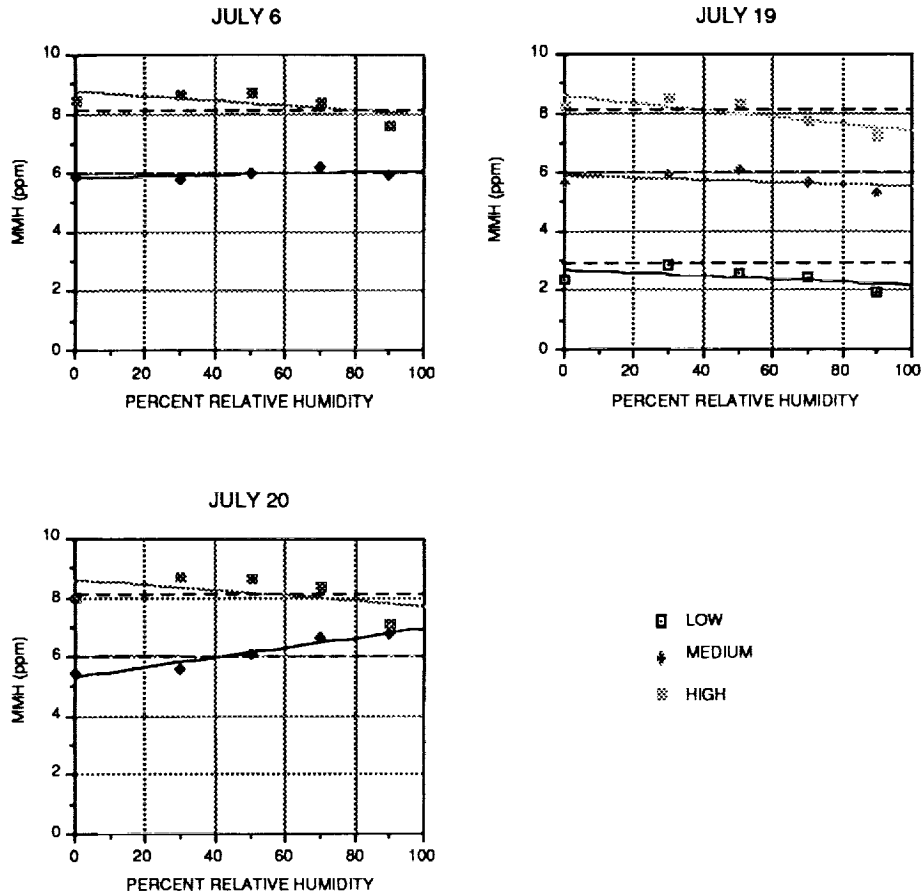 JULY 6
10
8
6
4
2
0
MMH (ppm)
0 20 40 60 80 100
PERCENT RELATIVE HUMIDITY
JULY 19
10
8
6
4
2
0
MMH (ppm)
0 20 40 60 80 100
PERCENT RELATIVE HUMIDITY
JULY 20
10
8
6
4
2
0
MMH (ppm)
0 20 40 60 80 100
PERCENT RELATIVE HUMIDITY
LOW
MEDIUM
HIGH